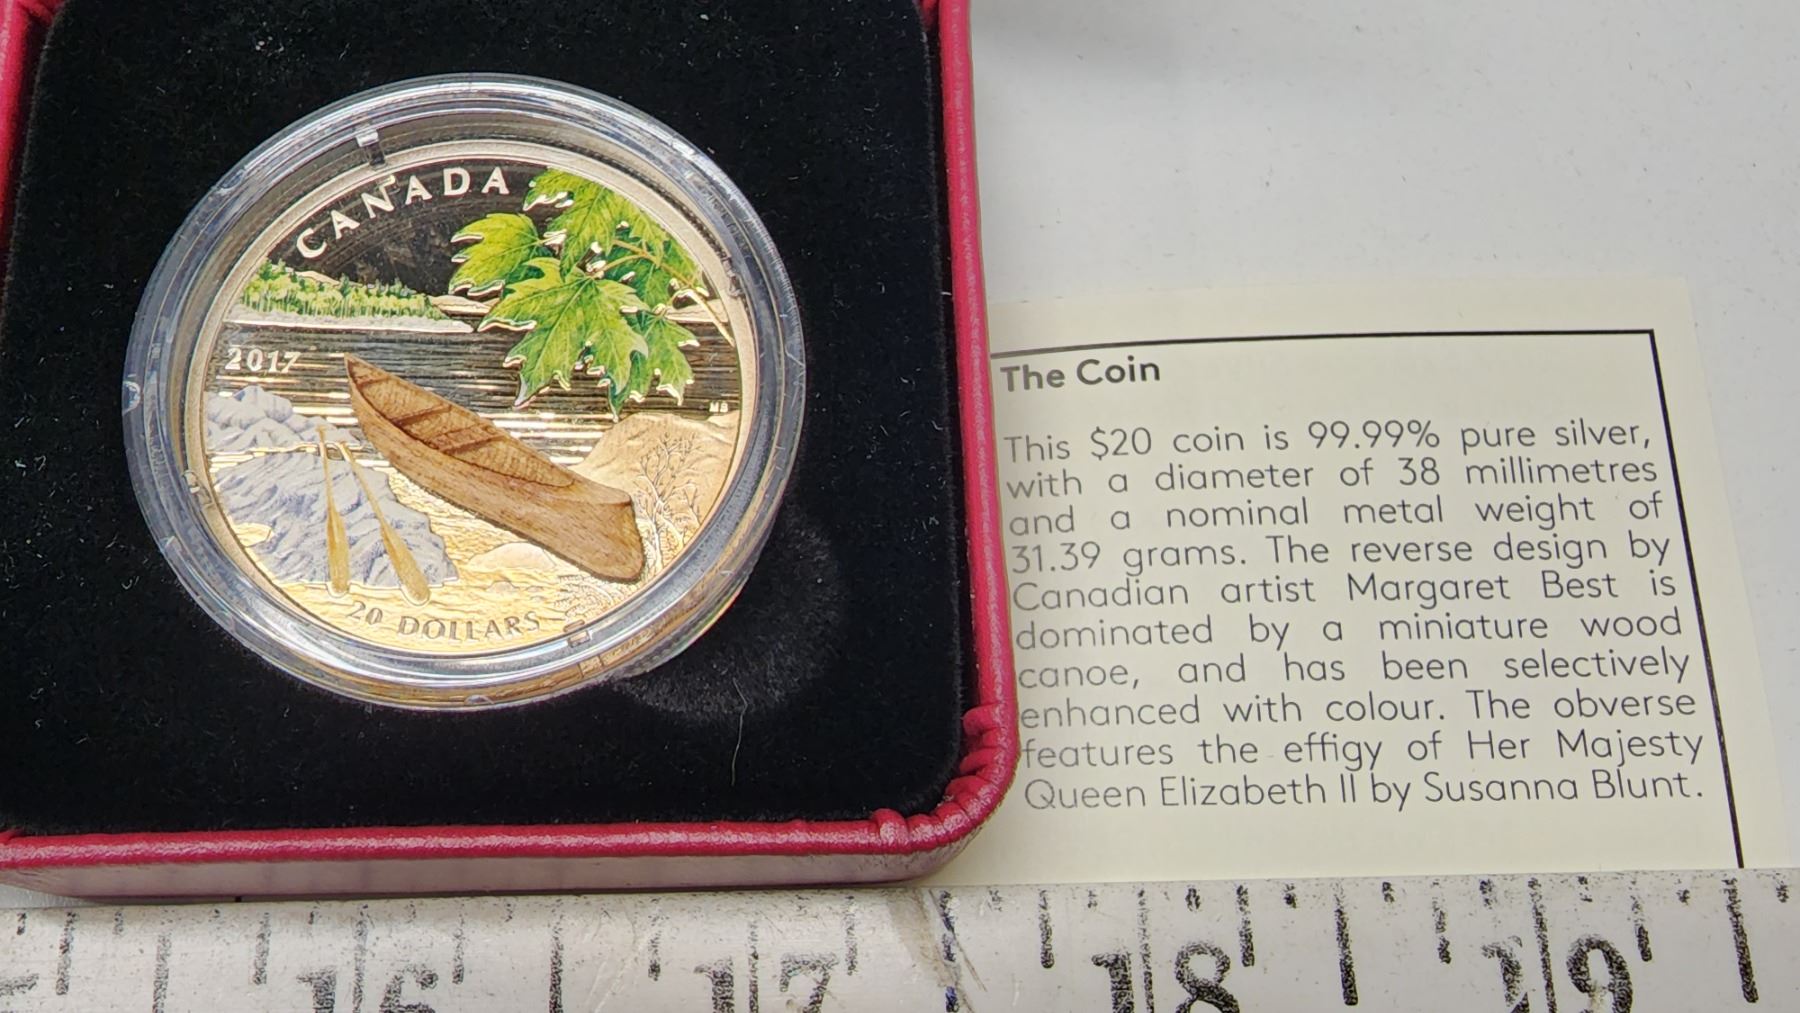 CANADA
2017
MB
20 DOLLARS
The Coin
This $20 coin is 99.99% pure silver,
with a diameter of 38 millimetres
and a nominal metal weight of
31.39 grams. The reverse design by
Canadian artist Margaret Best is
dominated by a miniature wood
canoe, and has been selectively
enhanced with colour. The obverse
features the effigy of Her Majesty
Queen Elizabeth II by Susanna Blunt.
16 17 18 19